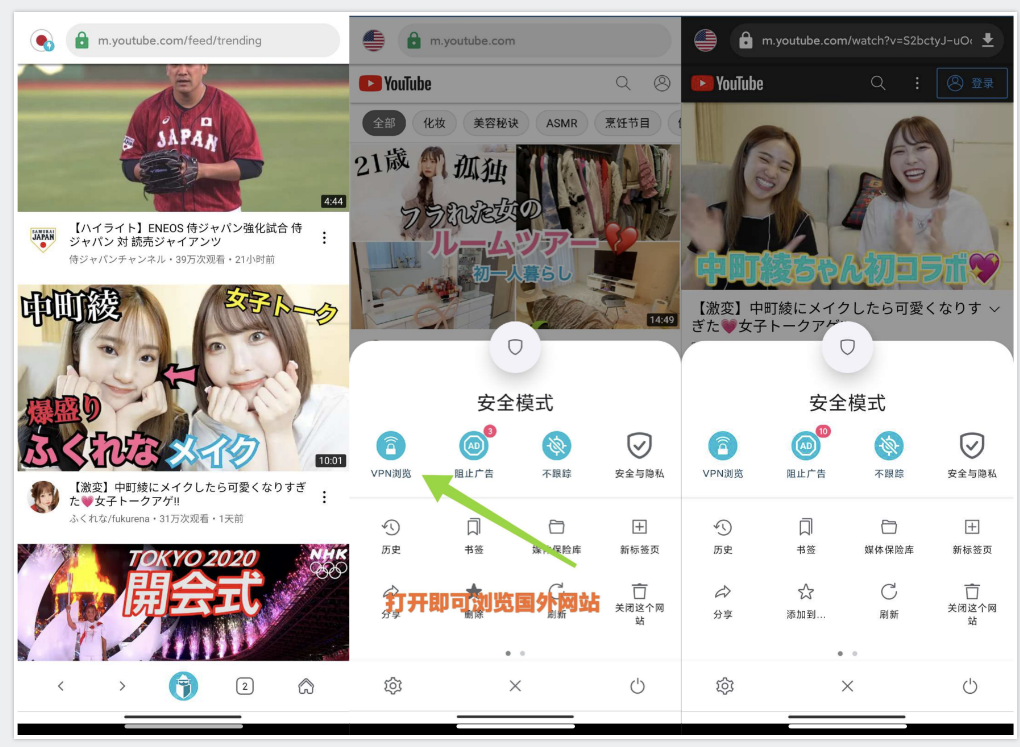 m.youtube.com/feed/trending
JAPAN
4:44
SAMURAI
JAPAN
【ハイライト】ENEOS 侍ジャパン強化試合 侍
ジャパン 対 読売ジャイアンツ
侍ジャパンチャンネル・39万次观看・21小时前
中町綾
女子トーク
爆盛り
ふくれな メイク
10:01
【激変】中町綾にメイクしたら可愛くなりすぎ
た💗女子トークアゲ!!
ふくれな/fukurena・31万次观看・1天前
TOKYO 2020
NHK
開会式
2
m.youtube.com
YouTube
全部
化妆
美容秘诀
ASMR
烹饪节目
21歳
孤独
フラれた女の
ルームツアー💔
初一人暮らし
14:49
安全模式
AD
3
VPN浏览
阻止广告
不跟踪
安全与隐私
历史
书签
媒体保险库
新标签页
打开即可浏览国外网站
分享
删除
刷新
关闭这个网
站
m.youtube.com/watch?v=S2bctyJ-uO
YouTube
登录
中町綾ちゃん初コラボ💖
【激変】中町綾にメイクしたら可愛くなりす
ぎた💗女子トークアゲ
安全模式
AD
10
VPN浏览
阻止广告
不跟踪
安全与隐私
历史
书签
媒体保险库
新标签页
分享
添加到...
刷新
关闭这个网
站